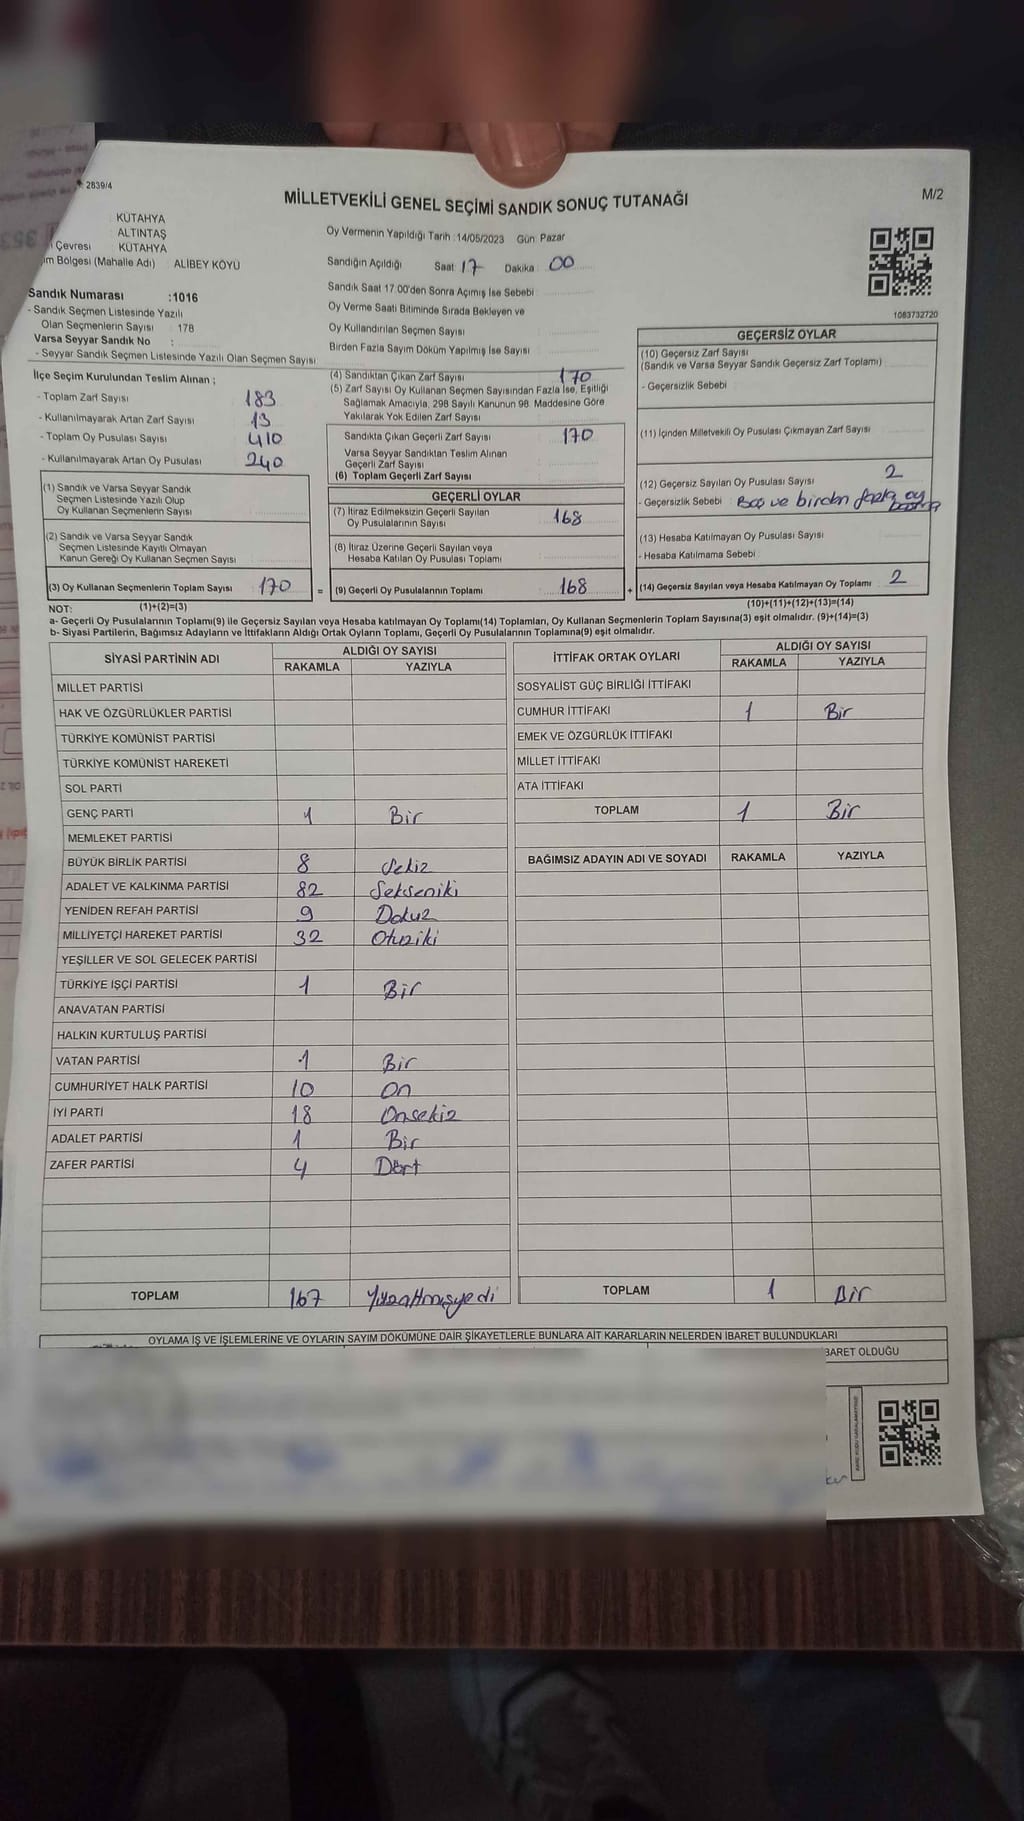 2839/4
MİLLETVEKİLİ GENEL SEÇİMİ SANDIK SONUÇ TUTANAĞI
M/2
KÜTAHYA
ALTINTAŞ
Çevresi KÜTAHYA
Bölgesi (Mahalle Adı) ALİBEY KÖYÜ
Oy Vermenin Yapıldığı Tarih :14/05/2023 Gün: Pazar
Sandığın Açıldığı Saat 17 Dakika : 00
Sandık Saat 17:00'den Sonra Açımış İse Sebebi :
Oy Verme Saati Bitiminde Sırada Bekleyen ve
Oy Kullandırılan Seçmen Sayısı :
Birden Fazla Sayım Döküm Yapılmış İse Sayısı :
1083732720
Sandık Numarası :1016
- Sandık Seçmen Listesinde Yazılı
Olan Seçmenlerin Sayısı : 178
Varsa Seyyar Sandık No :
- Seyyar Sandık Seçmen Listesinde Yazılı Olan Seçmen Sayısı
İlçe Seçim Kurulundan Teslim Alınan ;
- Toplam Zarf Sayısı 183
- Kullanılmayarak Artan Zarf Sayısı 13
- Toplam Oy Pusulası Sayısı 410
- Kullanılmayarak Artan Oy Pusulası 240
(1) Sandık ve Varsa Seyyar Sandık
Seçmen Listesinde Yazılı Olup
Oy Kullanan Seçmenlerin Sayısı
(2) Sandık ve Varsa Seyyar Sandık
Seçmen Listesinde Kayıtlı Olmayan
Kanun Gereği Oy Kullanan Seçmenlerin Sayısı :
(3) Oy Kullanan Seçmenlerin Toplam Sayısı 170 =
(4) Sandıktan Çıkan Zarf Sayısı 170
(5) Zarf Sayısı Oy Kullanan Seçmen Sayısından Fazla İse, Eşitliği
Sağlamak Amacıyla, 298 Sayılı Kanunun 98. Maddesine Göre
Yakılarak Yok Edilen Zarf Sayısı
Sandıkta Çıkan Geçerli Zarf Sayısı 170
Varsa Seyyar Sandıktan Teslim Alınan
Geçerli Zarf Sayısı
(6) Toplam Geçerli Zarf Sayısı
GEÇERLİ OYLAR
(7) İtiraz Edilmeksizin Geçerli Sayılan
Oy Pusulalarının Sayısı 168
(8) İtiraz Üzerine Geçerli Sayılan veya
Hesaba Katılan Oy Pusulası Toplamı
(9) Geçerli Oy Pusulalarının Toplamı 168 +
GEÇERSİZ OYLAR
(10) Geçersiz Zarf Sayısı
(Sandık ve Varsa Seyyar Sandık Geçersiz Zarf Toplamı)
- Geçersizlik Sebebi :
(11) İçinden Milletvekili Oy Pusulası Çıkmayan Zarf Sayısı
(12) Geçersiz Sayılan Oy Pusulası Sayısı 2
- Geçersizlik Sebebi : Boş ve birden fazla oy
basma
(13) Hesaba Katılmayan Oy Pusulası Sayısı
- Hesaba Katılmama Sebebi :
(14) Geçersiz Sayılan veya Hesaba Katılmayan Oy Toplamı 2
NOT: (1)+(2)=(3) (10)+(11)+(12)+(13)=(14)
a- Geçerli Oy Pusulalarının Toplamı(9) ile Geçersiz Sayılan veya Hesaba katılmayan Oy Toplamı(14) Toplamları, Oy Kullanan Seçmenlerin Toplam Sayısına(3) eşit olmalıdır. (9)+(14)=(3)
b- Siyasi Partilerin, Bağımsız Adayların ve İttifakların Aldığı Ortak Oyların Toplamı, Geçerli Oy Pusulalarının Toplamına(9) eşit olmalıdır.
SİYASİ PARTİNİN ADI ALDIĞI OY SAYISI
RAKAMLA YAZIYLA
MİLLET PARTİSİ
HAK VE ÖZGÜRLÜKLER PARTİSİ
TÜRKİYE KOMÜNİST PARTİSİ
TÜRKİYE KOMÜNİST HAREKETİ
SOL PARTİ
GENÇ PARTİ 1 Bir
MEMLEKET PARTİSİ
BÜYÜK BİRLİK PARTİSİ 8 Sekiz
ADALET VE KALKINMA PARTİSİ 82 Sekseniki
YENİDEN REFAH PARTİSİ 9 Dokuz
MİLLİYETÇİ HAREKET PARTİSİ 32 Otuziki
YEŞİLLER VE SOL GELECEK PARTİSİ
TÜRKİYE İŞÇİ PARTİSİ 1 Bir
ANAVATAN PARTİSİ
HALKIN KURTULUŞ PARTİSİ
VATAN PARTİSİ 1 Bir
CUMHURİYET HALK PARTİSİ 10 On
İYİ PARTİ 18 Onsekiz
ADALET PARTİSİ 1 Bir
ZAFER PARTİSİ 4 Dört
TOPLAM 167 Yüzaltmışyedi
İTTİFAK ORTAK OYLARI ALDIĞI OY SAYISI
RAKAMLA YAZIYLA
SOSYALİST GÜÇ BİRLİĞİ İTTİFAKI
CUMHUR İTTİFAKI 1 Bir
EMEK VE ÖZGÜRLÜK İTTİFAKI
MİLLET İTTİFAKI
ATA İTTİFAKI
TOPLAM 1 Bir
BAĞIMSIZ ADAYIN ADI VE SOYADI RAKAMLA YAZIYLA
TOPLAM 1 Bir
OYLAMA İŞ VE İŞLEMLERİNE VE OYLARIN SAYIM DÖKÜMÜNE DAİR ŞİKAYETLERLE BUNLARA AİT KARARLARIN NELERDEN İBARET BULUNDUKLARI
BARET OLDUĞU